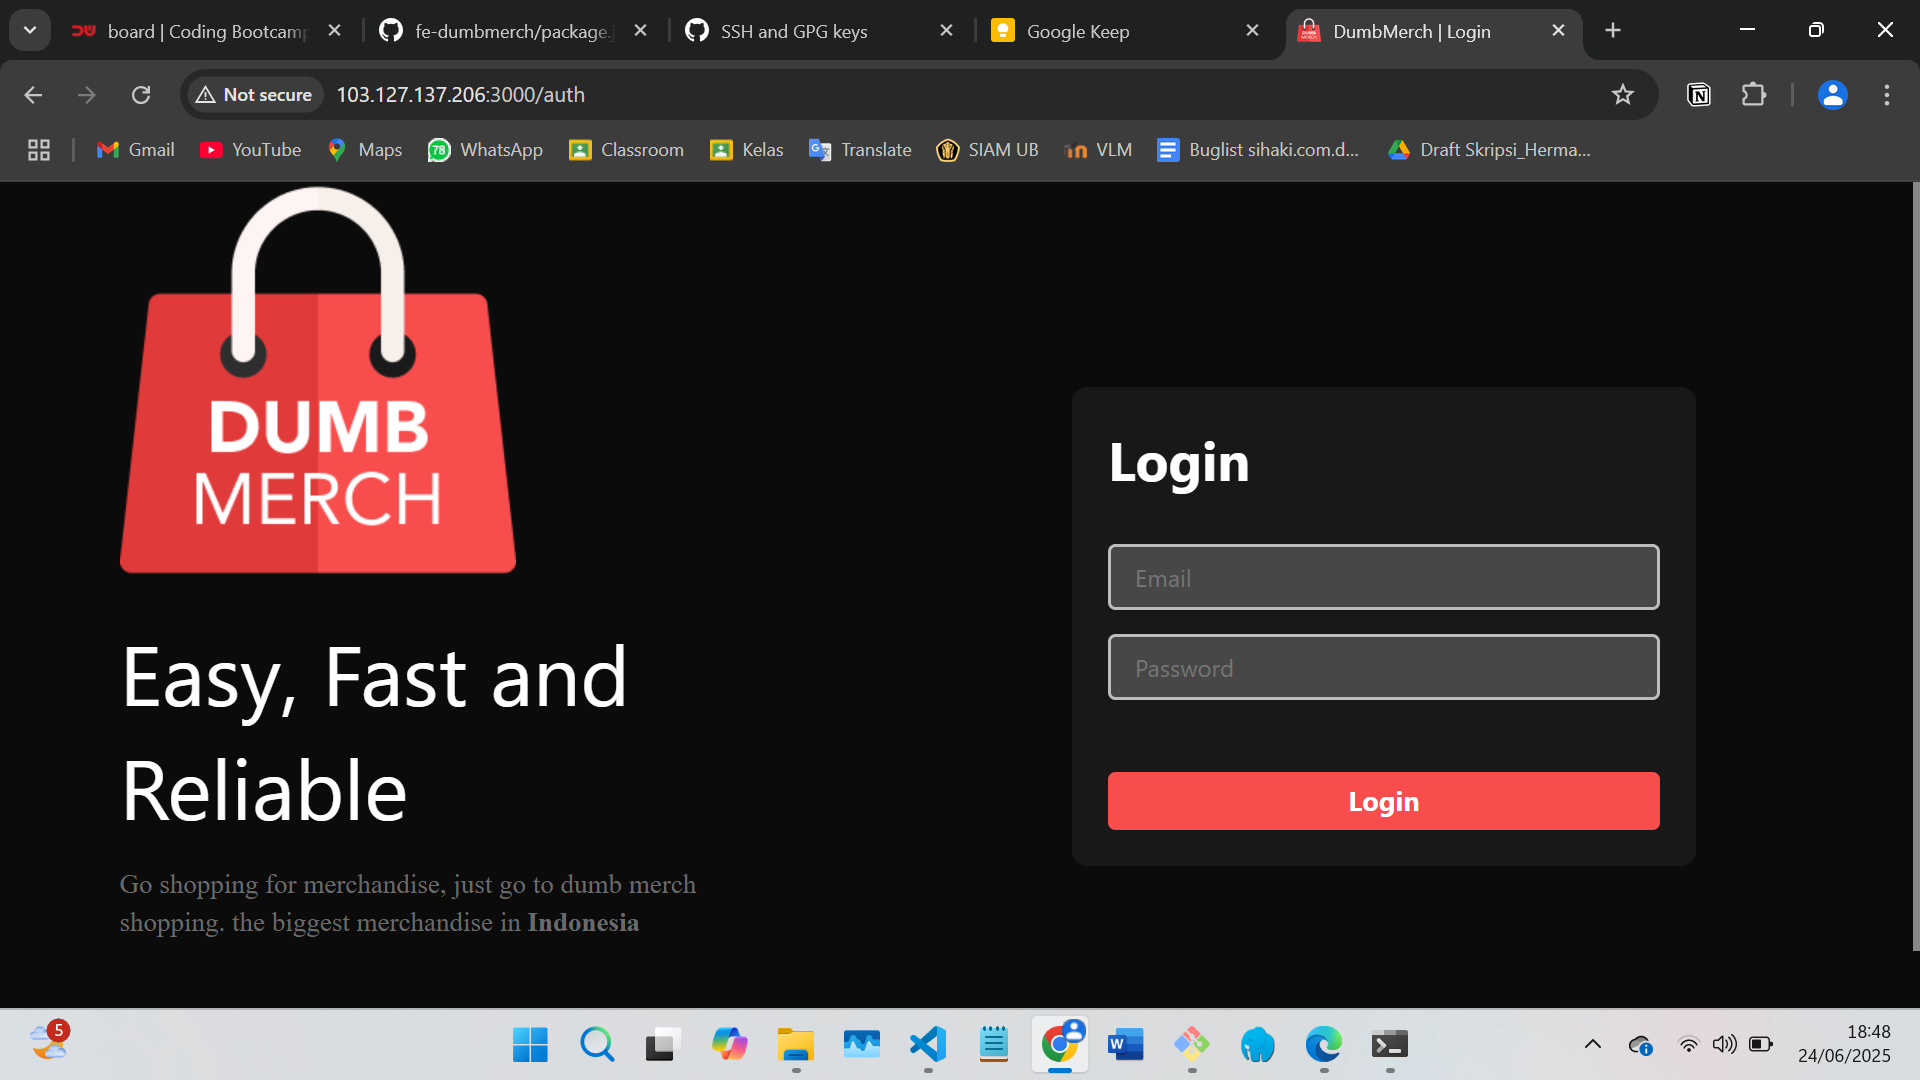 board | Coding Bootcamp
fe-dumbmerch/package.j
SSH and GPG keys
Google Keep
DumbMerch | Login
Not secure
103.127.137.206:3000/auth
Gmail
YouTube
Maps
78
WhatsApp
Classroom
Kelas
Translate
SIAM UB
VLM
Buglist sihaki.com.d...
Draft Skripsi_Herma...
DUMB
MERCH
Easy, Fast and
Reliable
Go shopping for merchandise, just go to dumb merch
shopping. the biggest merchandise in Indonesia
Login
Email
Password
Login
5
18:48
24/06/2025